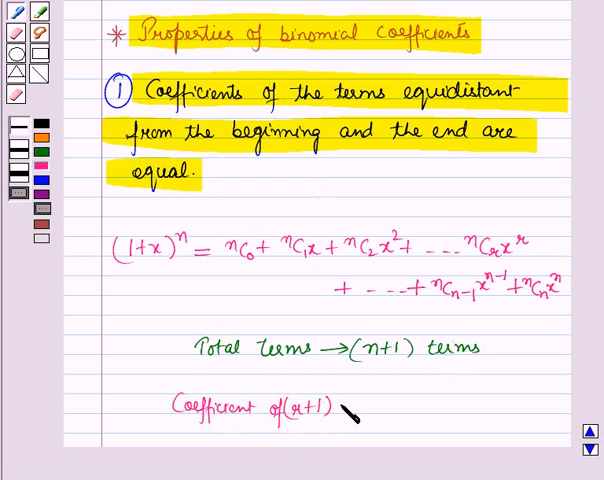 * Properties of binomial coefficients
① Coefficients of the terms equidistant
from the beginning and the end are
equal.
(1+x)ⁿ = ⁿC₀ + ⁿC₁x + ⁿC₂x² + ....ⁿCᵣxʳ
+ ....+ ⁿCₙ₋₁xⁿ⁻¹ + ⁿCₙxⁿ
Total terms → (n+1) terms
Coefficient of (r+1)